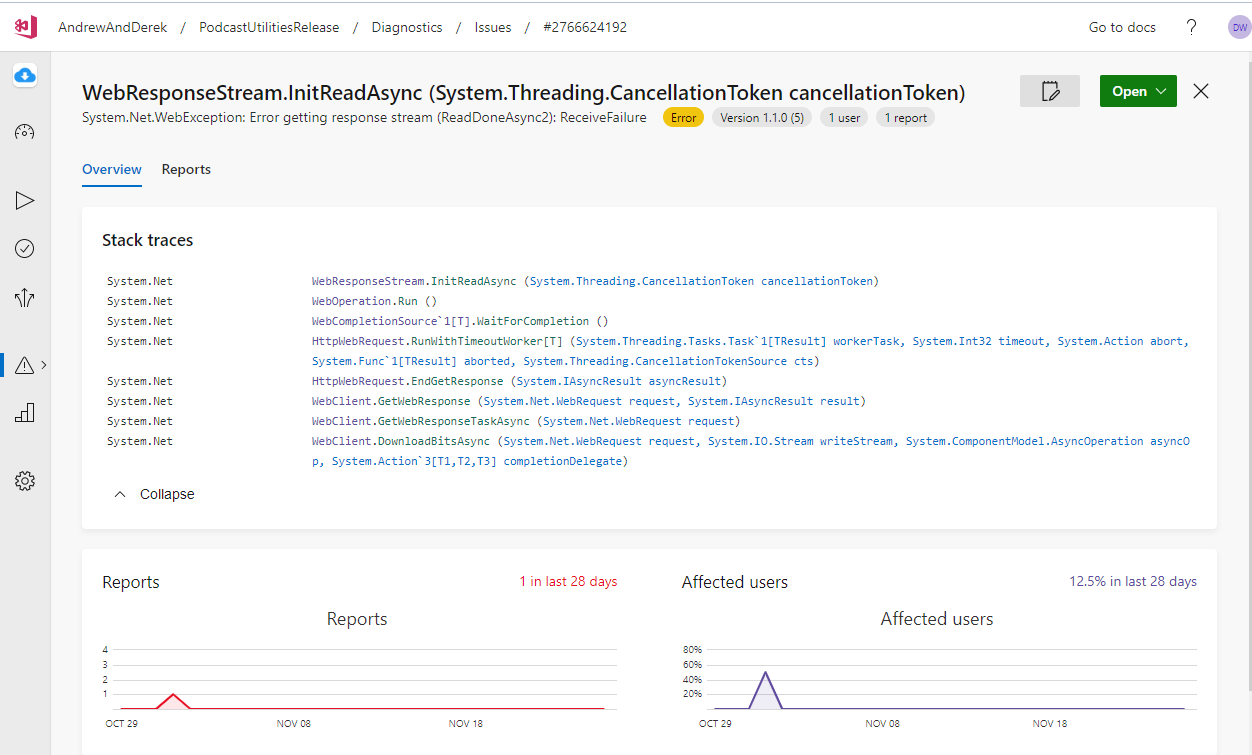 AndrewAndDerek / PodcastUtilitiesRelease / Diagnostics / Issues / #2766624192 Go to docs ? DW
WebResponseStream.InitReadAsync (System.Threading.CancellationToken cancellationToken) Open
System.Net.WebException: Error getting response stream (ReadDoneAsync2): ReceiveFailure Error Version 1.1.0 (5) 1 user 1 report
Overview Reports
Stack traces
System.Net WebResponseStream.InitReadAsync (System.Threading.CancellationToken cancellationToken)
System.Net WebOperation.Run ()
System.Net WebCompletionSource`1[T].WaitForCompletion ()
System.Net HttpWebRequest.RunWithTimeoutWorker[T] (System.Threading.Tasks.Task`1[TResult] workerTask, System.Int32 timeout, System.Action abort,
System.Func`1[TResult] aborted, System.Threading.CancellationTokenSource cts)
System.Net HttpWebRequest.EndGetResponse (System.IAsyncResult asyncResult)
System.Net WebClient.GetWebResponse (System.Net.WebRequest request, System.IAsyncResult result)
System.Net WebClient.GetWebResponseTaskAsync (System.Net.WebRequest request)
System.Net WebClient.DownloadBitsAsync (System.Net.WebRequest request, System.IO.Stream writeStream, System.ComponentModel.AsyncOperation asyncO
p, System.Action`3[T1,T2,T3] completionDelegate)
Collapse
Reports 1 in last 28 days
Reports
4
3
2
1
OCT 29 NOV 08 NOV 18
Affected users 12.5% in last 28 days
Affected users
80%
60%
40%
20%
OCT 29 NOV 08 NOV 18